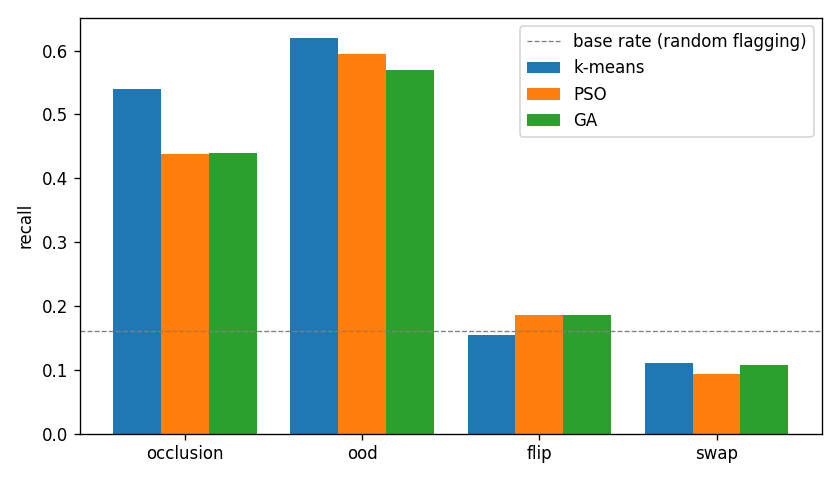 base rate (random flagging)
k-means
PSO
GA
recall
0.6
0.5
0.4
0.3
0.2
0.1
0.0
occlusion
ood
flip
swap